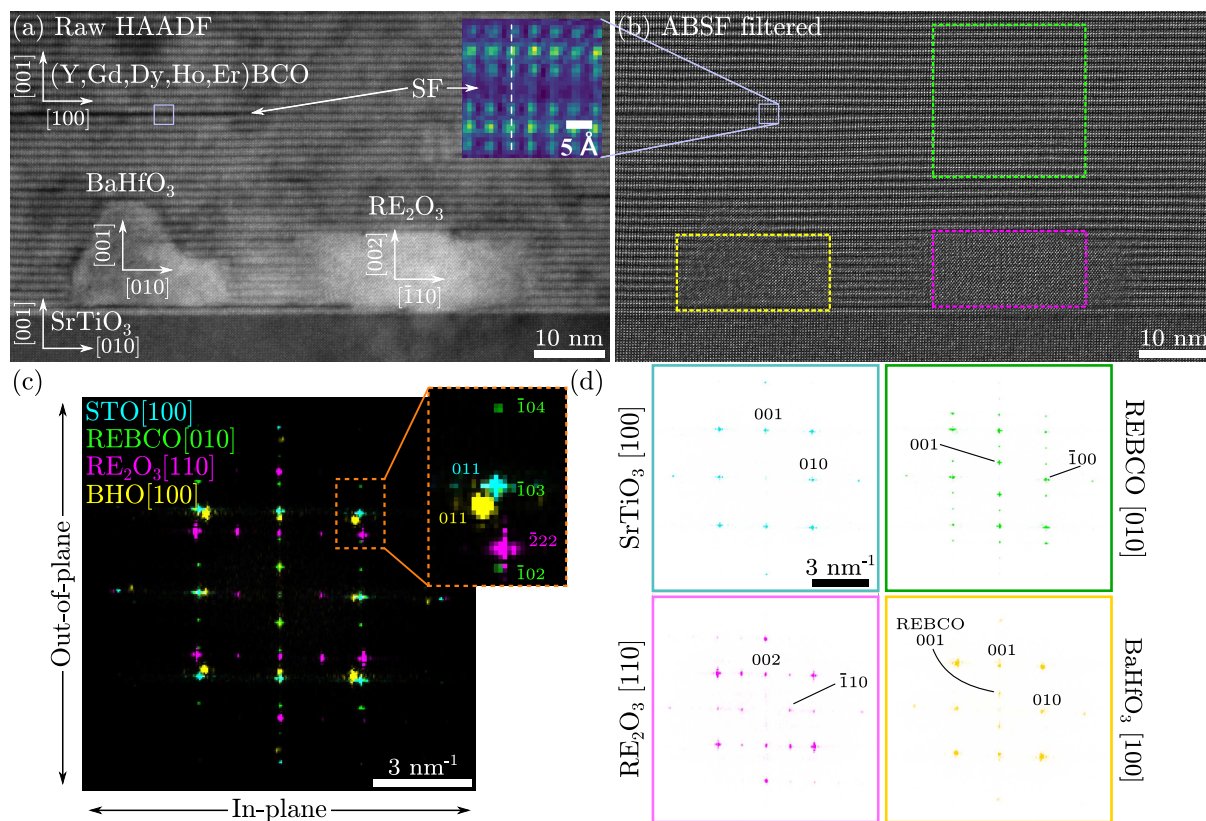 (a) Raw HAADF
[001]
(Y,Gd,Dy,Ho,Er)BCO
[100]
SF
5 Å
BaHfO₃
[001]
[010]
RE₂O₃
[002]
[1̄10]
[001]
SrTiO₃
[010]
10 nm
(b) ABSF filtered
10 nm
(c)
STO[100]
REBCO[010]
RE₂O₃[110]
BHO[100]
1̄04
011
1̄03
011
2̄22
1̄02
Out-of-plane
3 nm⁻¹
In-plane
(d)
SrTiO₃ [100]
001
010
3 nm⁻¹
REBCO [010]
001
1̄00
RE₂O₃ [110]
002
1̄10
BaHfO₃ [100]
REBCO
001
001
010